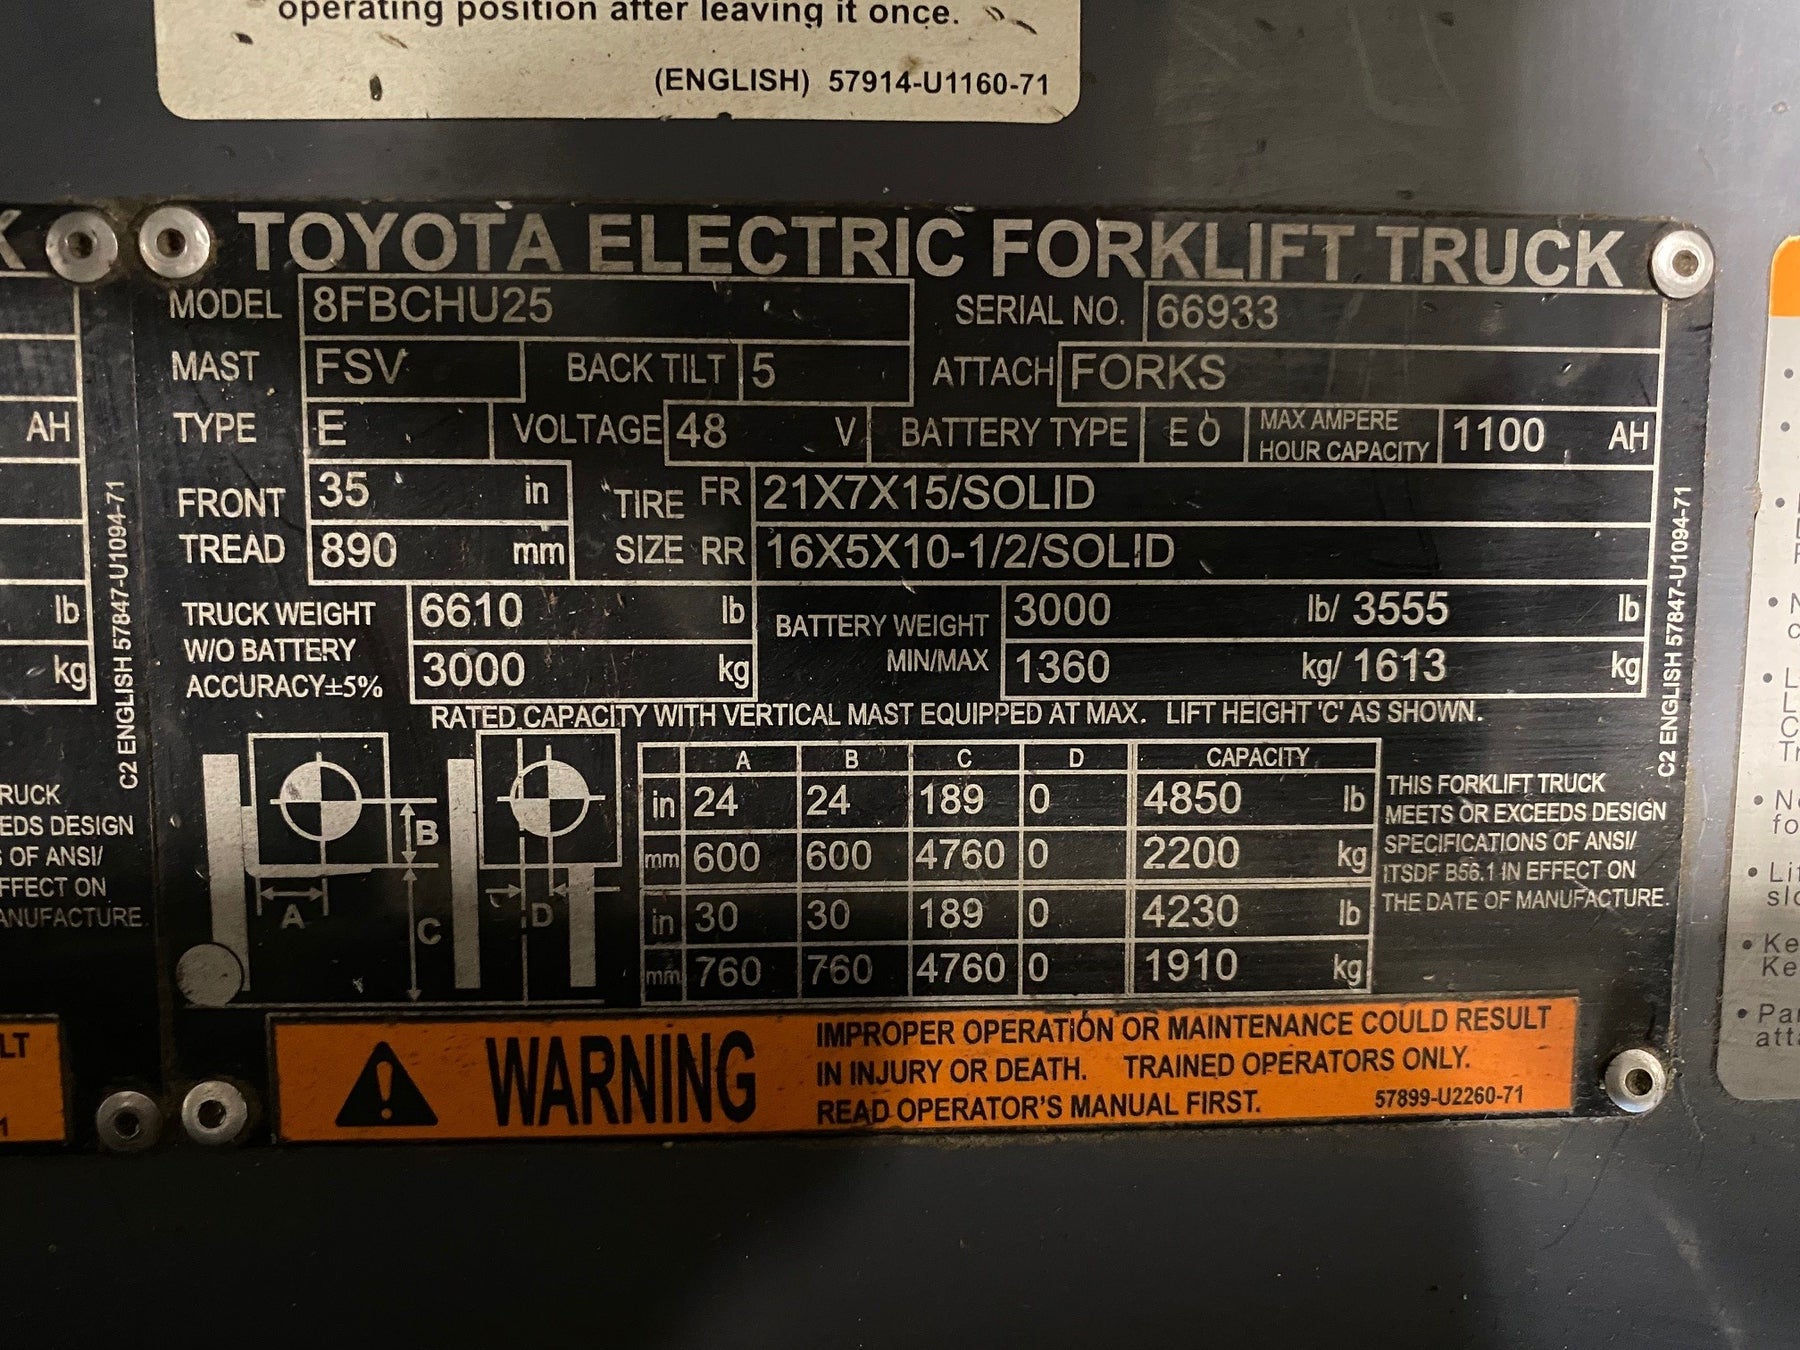 operating position after leaving it once.
(ENGLISH) 57914-U1160-71
TOYOTA ELECTRIC FORKLIFT TRUCK
MODEL 8FBCHU25 SERIAL NO. 66933
MAST FSV BACK TILT 5 ATTACH FORKS
TYPE E VOLTAGE 48 V BATTERY TYPE E O MAX AMPERE HOUR CAPACITY 1100 AH
FRONT TREAD 35 in TIRE SIZE FR 21X7X15/SOLID
890 mm RR 16X5X10-1/2/SOLID
TRUCK WEIGHT W/O BATTERY ACCURACY±5% 6610 lb BATTERY WEIGHT MIN/MAX 3000 lb/ 3555 lb
3000 kg 1360 kg/ 1613 kg
RATED CAPACITY WITH VERTICAL MAST EQUIPPED AT MAX. LIFT HEIGHT 'C' AS SHOWN.
A B C D
A B C D CAPACITY
in 24 24 189 0 4850 lb
mm 600 600 4760 0 2200 kg
in 30 30 189 0 4230 lb
mm 760 760 4760 0 1910 kg
THIS FORKLIFT TRUCK
MEETS OR EXCEEDS DESIGN
SPECIFICATIONS OF ANSI/
ITSDF B56.1 IN EFFECT ON
THE DATE OF MANUFACTURE.
C2 ENGLISH 57847-U1094-71
WARNING
IMPROPER OPERATION OR MAINTENANCE COULD RESULT
IN INJURY OR DEATH. TRAINED OPERATORS ONLY.
READ OPERATOR'S MANUAL FIRST. 57899-U2260-71
K
AH
lb
kg
C2 ENGLISH 57847-U1094-71
RUCK
EDS DESIGN
OF ANSI/
FFECT ON
ANUFACTURE.
LT
1